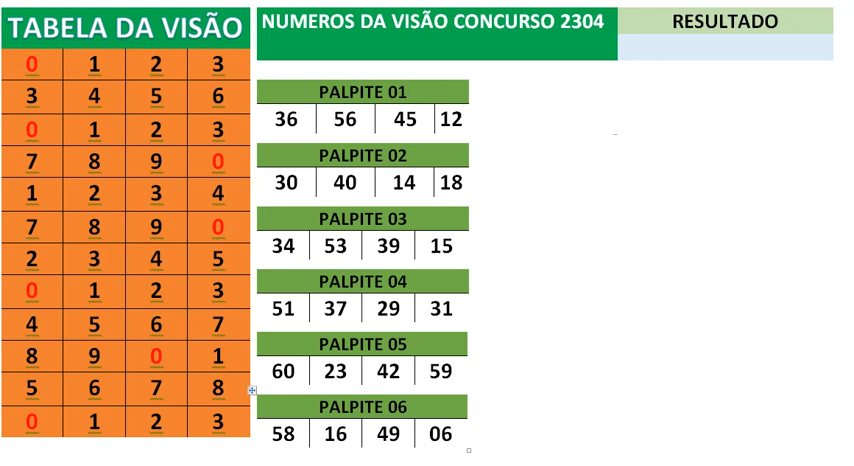 TABELA DA VISÃO
0 1 2 3
3 4 5 6
0 1 2 3
7 8 9 0
1 2 3 4
7 8 9 0
2 3 4 5
0 1 2 3
4 5 6 7
8 9 0 1
5 6 7 8
0 1 2 3
NUMEROS DA VISÃO CONCURSO 2304
RESULTADO
PALPITE 01
36 56 45 12
PALPITE 02
30 40 14 18
PALPITE 03
34 53 39 15
PALPITE 04
51 37 29 31
PALPITE 05
60 23 42 59
PALPITE 06
58 16 49 06